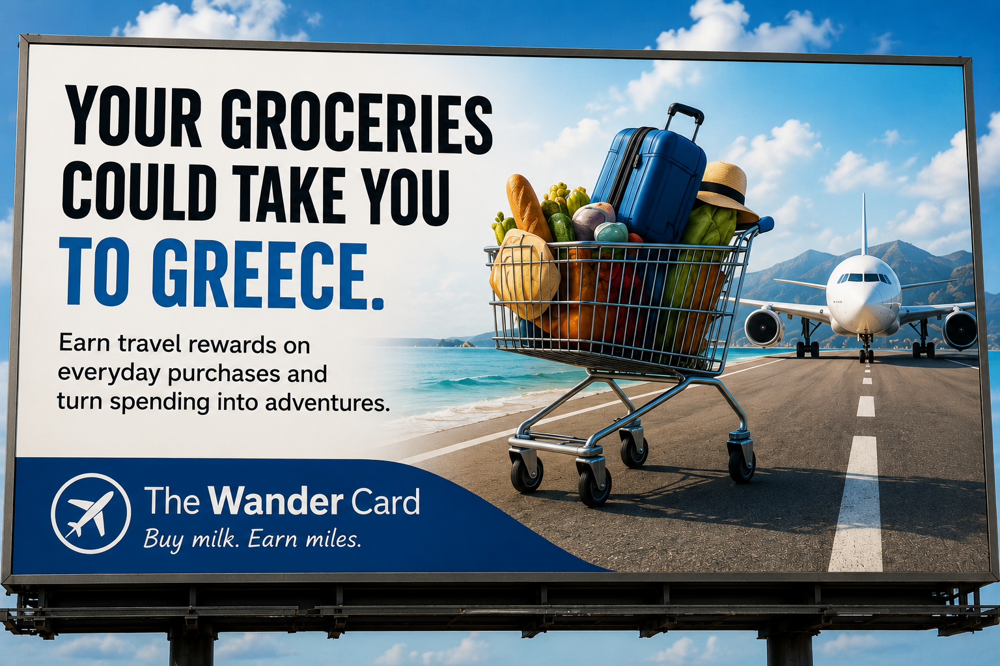 YOUR GROCERIES
COULD TAKE YOU
TO GREECE.
Earn travel rewards on
everyday purchases and
turn spending into adventures.
The Wander Card
Buy milk. Earn miles.